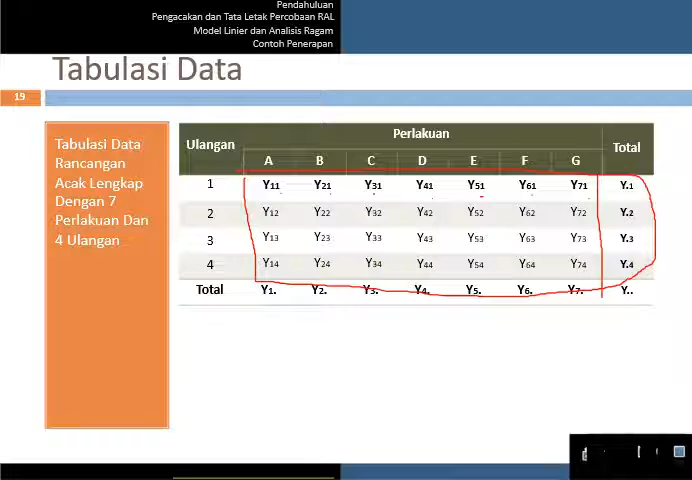 Pendahuluan
Pengacakan dan Tata Letak Percobaan RAL
Model Linier dan Analisis Ragam
Contoh Penerapan
Tabulasi Data
19
Tabulasi Data
Rancangan
Acak Lengkap
Dengan 7
Perlakuan Dan
4 Ulangan
Ulangan Perlakuan Total
A B C D E F G
1 Y11 Y21 Y31 Y41 Y51 Y61 Y71 Y.1
2 Y12 Y22 Y32 Y42 Y52 Y62 Y72 Y.2
3 Y13 Y23 Y33 Y43 Y53 Y63 Y73 Y.3
4 Y14 Y24 Y34 Y44 Y54 Y64 Y74 Y.4
Total Y1. Y2. Y3. Y4. Y5. Y6. Y7. Y..